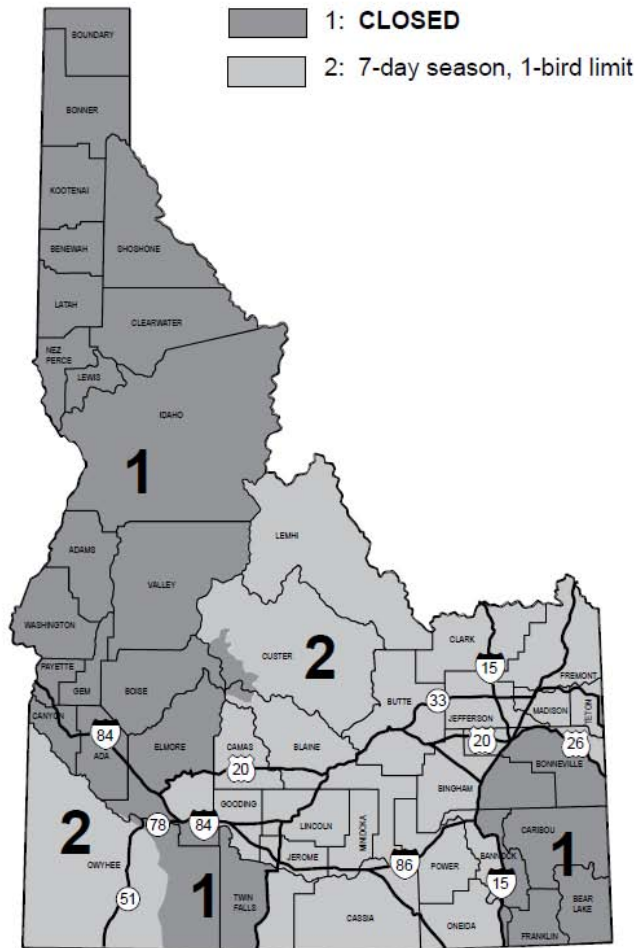 1: CLOSED
2: 7-day season, 1-bird limit
BOUNDARY
BONNER
KOOTENAI
BENEWAH
SHOSHONE
LATAH
CLEARWATER
NEZ
PERCE
LEWIS
IDAHO
1
LEMHI
ADAMS
VALLEY
WASHINGTON
CUSTER
2
CLARK
15
FREMONT
PAYETTE
GEM
BOISE
BUTTE
33
MADISON
TETON
JEFFERSON
CANYON
84
ADA
ELMORE
CAMAS
BLAINE
20
26
20
BONNEVILLE
BINGHAM
GOODING
78
84
LINCOLN
MINIDOKA
CARIBOU
2
OWYHEE
JEROME
86
POWER
BANNOCK
1
15
51
1
TWIN
FALLS
CASSIA
ONEIDA
FRANKLIN
BEAR
LAKE